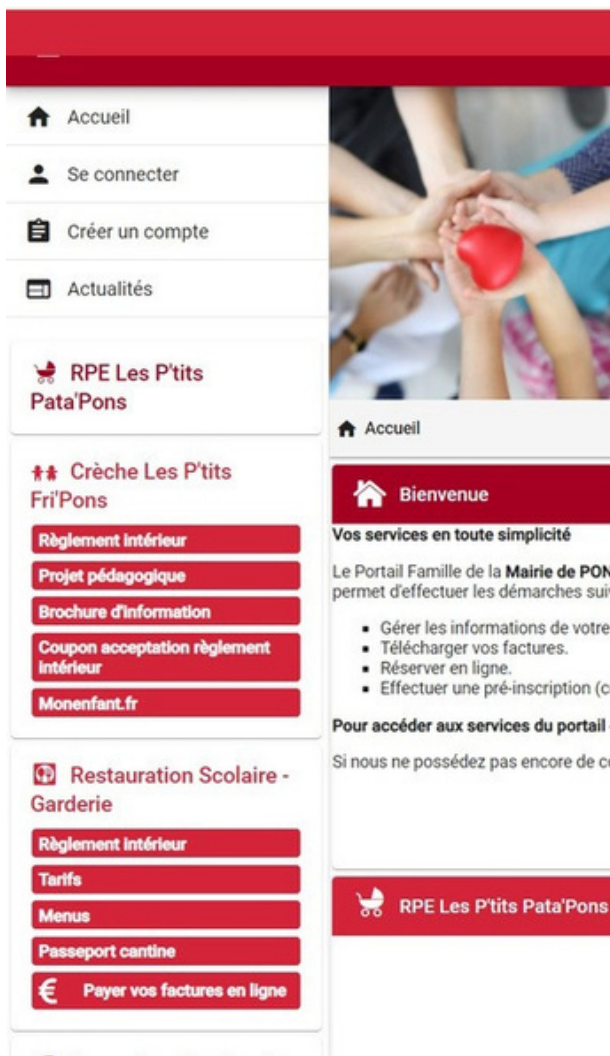 Accueil
Se connecter
Créer un compte
Actualités
RPE Les P'tits
Pata'Pons
Crèche Les P'tits
Fri'Pons
Règlement intérieur
Projet pédagogique
Brochure d'information
Coupon acceptation règlement
intérieur
Monenfant.fr
Restauration Scolaire -
Garderie
Règlement intérieur
Tarifs
Menus
Passeport cantine
€ Payer vos factures en ligne
Accueil
Bienvenue
Vos services en toute simplicité
Le Portail Famille de la Mairie de
permet d'effectuer les démarches
Gérer les informations de votre
Télécharger vos factures.
Réserver en ligne.
Effectuer une pré-inscription
Pour accéder aux services du portail
Si nous ne possédez pas encore de
RPE Les P'tits Pata'Pons